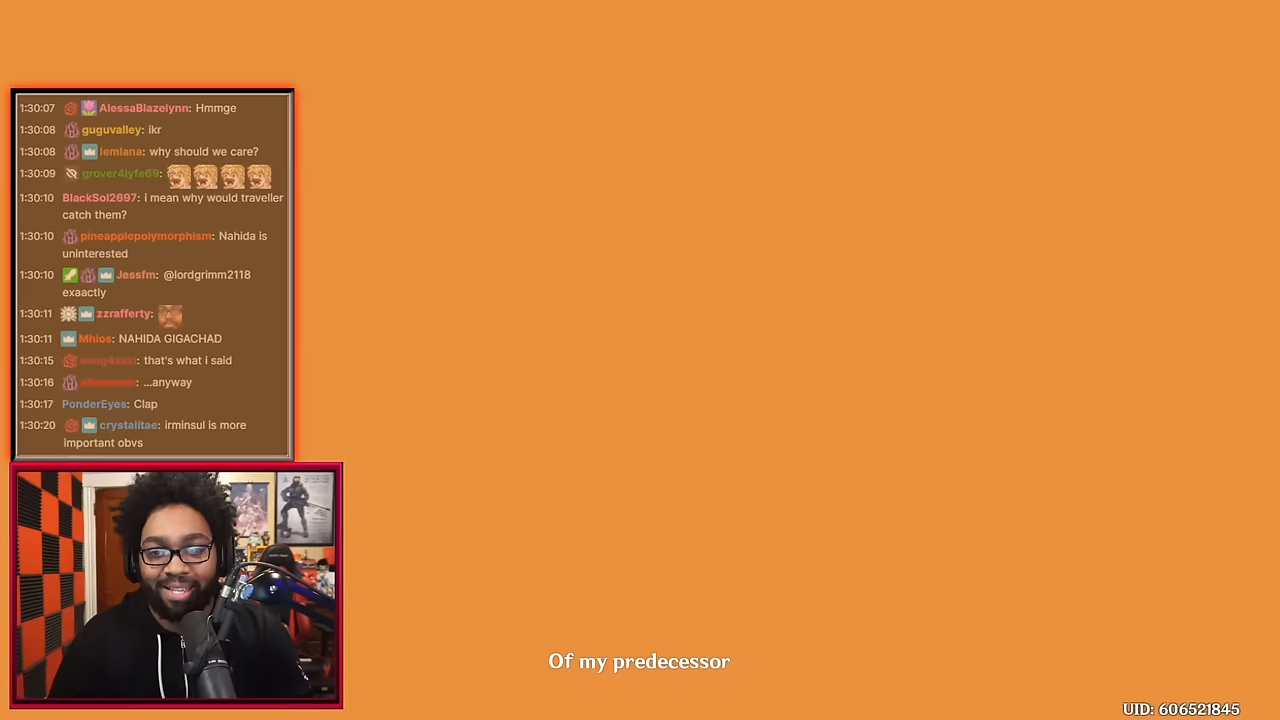 1:30:07 AlessaBlazelynn: Hmmge
1:30:08 guguvalley: ikr
1:30:08 lemlana: why should we care?
1:30:09 grover4lyfe69:
1:30:10 BlackSol2697: i mean why would traveller
catch them?
1:30:10 pineapplepolymorphism: Nahida is
uninterested
1:30:10 Jessfm: @lordgrimm2118
exaactly
1:30:11 zzrafferty:
1:30:11 Mhios: NAHIDA GIGACHAD
1:30:15 : that's what i said
1:30:16 : ...anyway
1:30:17 PonderEyes: Clap
1:30:20 crystalitae: irminsul is more
important obvs
Of my predecessor
UID: 606521845